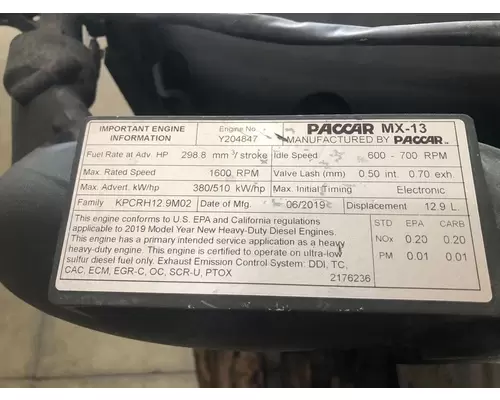 IMPORTANT ENGINE INFORMATION
Engine No. Y204847
PACCAR MX-13
MANUFACTURED BY PACCAR
Fuel Rate at Adv. HP 298.8 mm³/stroke Idle Speed 600 - 700 RPM
Max. Rated Speed 1600 RPM Valve Lash (mm) 0.50 int 0.70 exh.
Max. Advert. kW/hp 380/510 kW/hp Max. Initial Timing Electronic
Family KPCRH12.9M02 Date of Mfg. 06/2019 Displacement 12.9 L
This engine conforms to U.S. EPA and California regulations
applicable to 2019 Model Year New Heavy-Duty Diesel Engines.
This engine has a primary intended service application as a heavy
heavy-duty engine. This engine is certified to operate on ultra-low
sulfur diesel fuel only. Exhaust Emission Control System: DDI, TC,
CAC, ECM, EGR-C, OC, SCR-U, PTOX
2176236
STD EPA CARB
NOx 0.20 0.20
PM 0.01 0.01